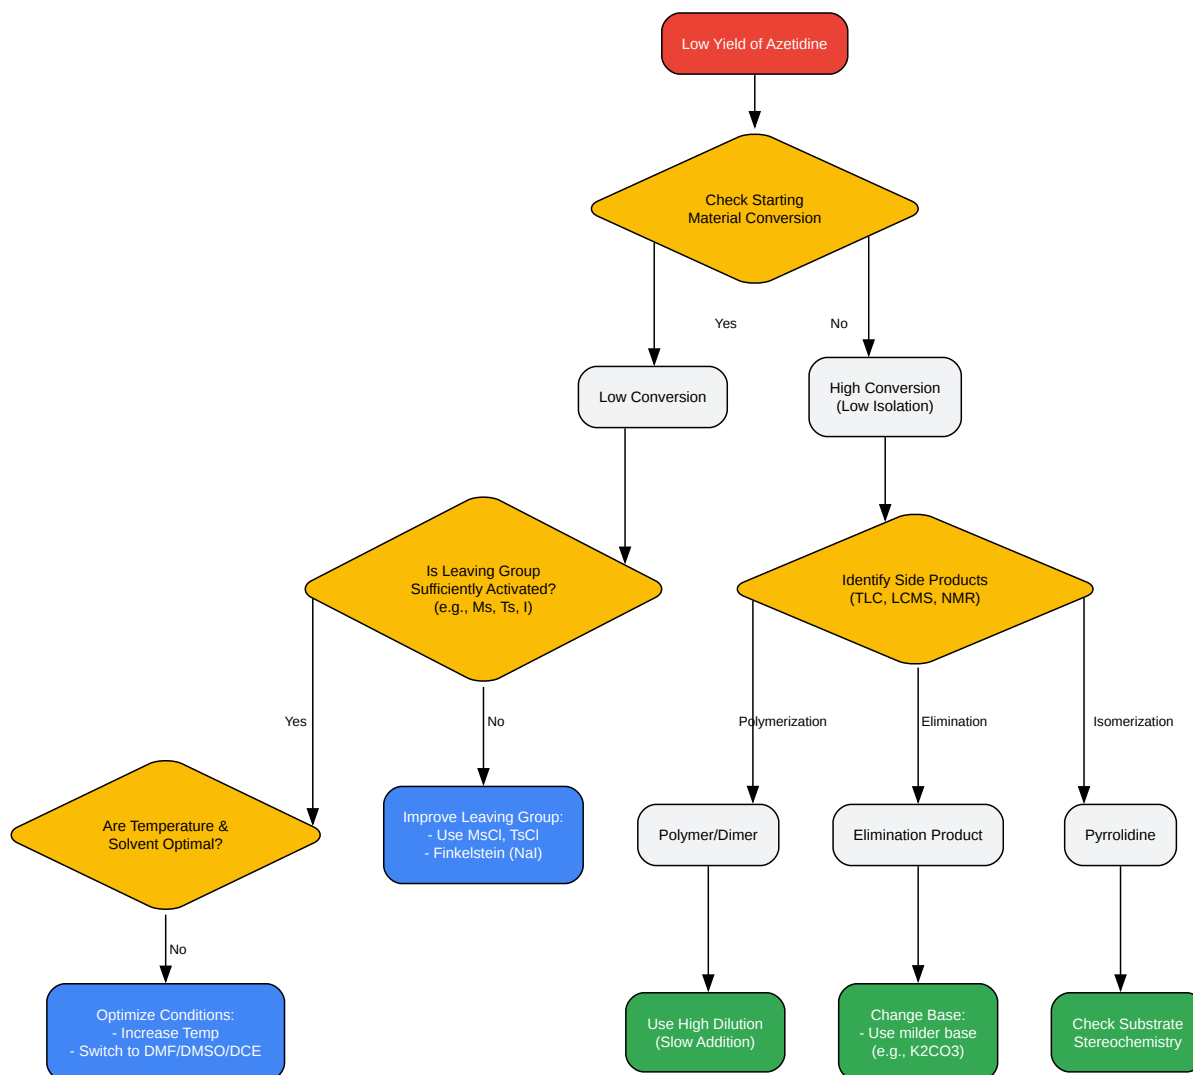 Low Yield of Azetidine
Check Starting
Material Conversion
Yes
No
Low Conversion
High Conversion
(Low Isolation)
Is Leaving Group
Sufficiently Activated?
(e.g., Ms, Ts, I)
Identify Side Products
(TLC, LCMS, NMR)
Yes
No
Polymerization
Elimination
Isomerization
Are Temperature &
Solvent Optimal?
Improve Leaving Group:
- Use MsCl, TsCl
- Finkelstein (NaI)
Polymer/Dimer
Elimination Product
Pyrrolidine
No
Optimize Conditions:
- Increase Temp
- Switch to DMF/DMSO/DCE
Use High Dilution
(Slow Addition)
Change Base:
- Use milder base
(e.g., K2CO3)
Check Substrate
Stereochemistry